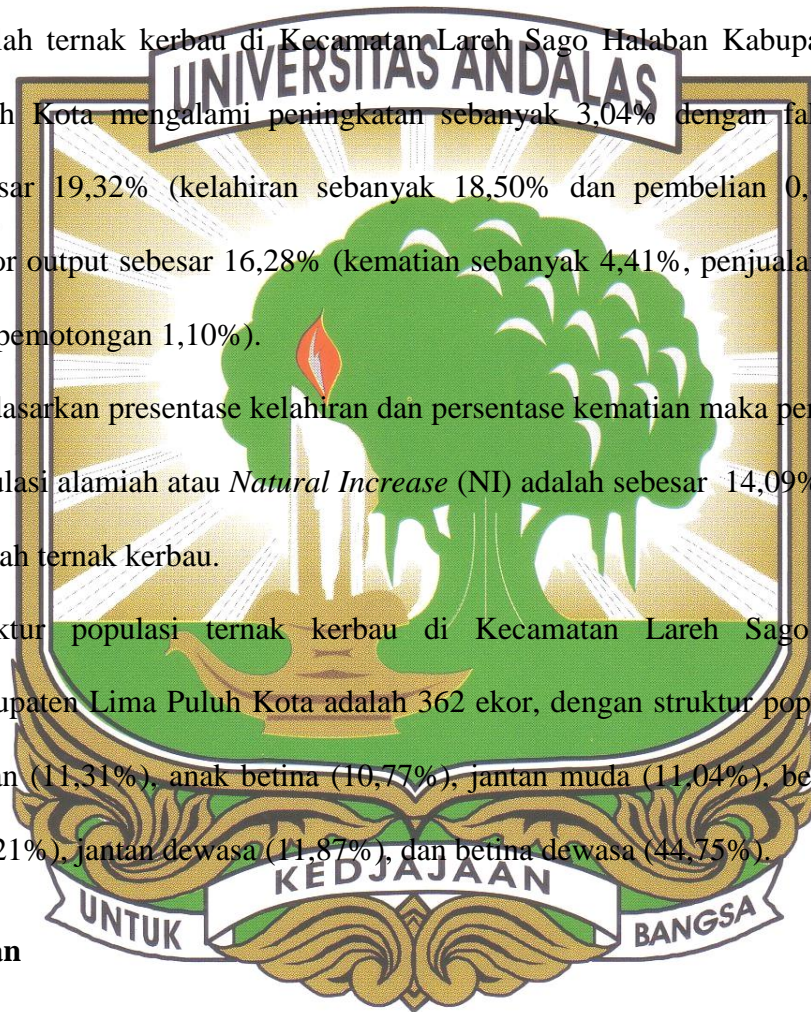 UNIVERSITAS ANDALAS
lah ternak kerbau di Kecamatan Lareh Sago Halaban Kabupa
h Kota mengalami peningkatan sebanyak 3,04% dengan fa
sar 19,32% (kelahiran sebanyak 18,50% dan pembelian 0,
or output sebesar 16,28% (kematian sebanyak 4,41%, penjuala
pemotongan 1,10%).
dasarkan presentase kelahiran dan persentase kematian maka per
ulasi alamiah atau Natural Increase (NI) adalah sebesar 14,09%
ah ternak kerbau.
ktur populasi ternak kerbau di Kecamatan Lareh Sago
upaten Lima Puluh Kota adalah 362 ekor, dengan struktur pop
an (11,31%), anak betina (10,77%), jantan muda (11,04%), be
21%), jantan dewasa (11,87%), dan betina dewasa (44,75%).
UNTUK KEDJAJAAN BANGSA
an